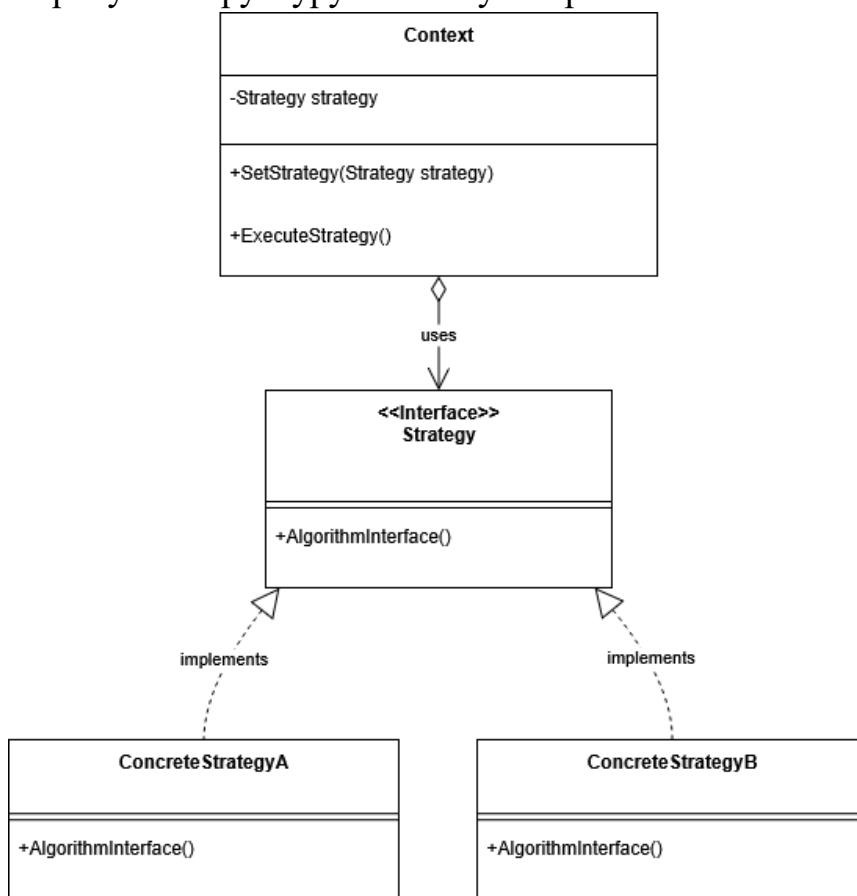 Context
-Strategy strategy
+SetStrategy(Strategy strategy)
+ExecuteStrategy()
uses
<<Interface>>
Strategy
+AlgorithmInterface()
implements
implements
ConcreteStrategyA
ConcreteStrategyB
+AlgorithmInterface()
+AlgorithmInterface()